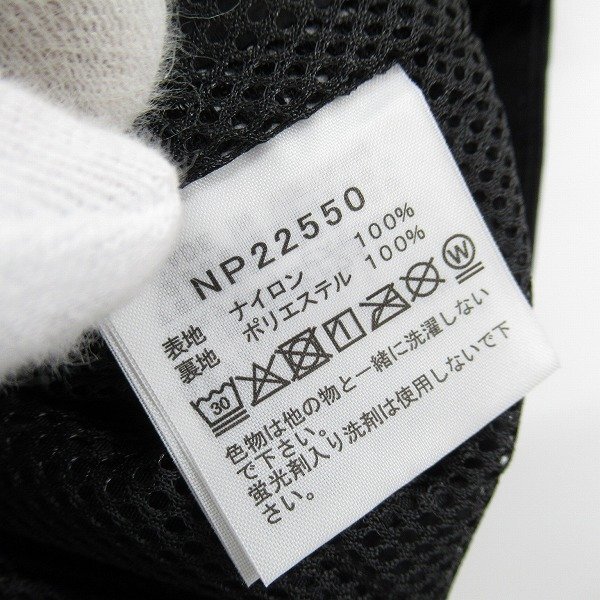 NP22550
表地 ナイロン 100%
裏地 ポリエステル 100%
30 W
色物は他の物と一緒に洗濯しない
で下さい。
蛍光剤入り洗剤は使用しないで下
さい。